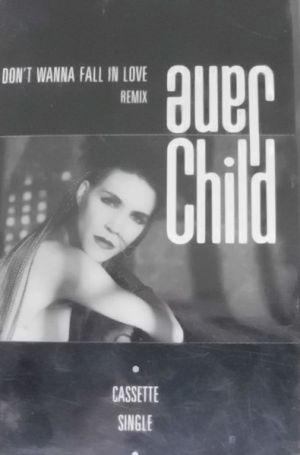 DON'T WANNA FALL IN LOVE
REMIX
Jane
Child
CASSETTE
SINGLE